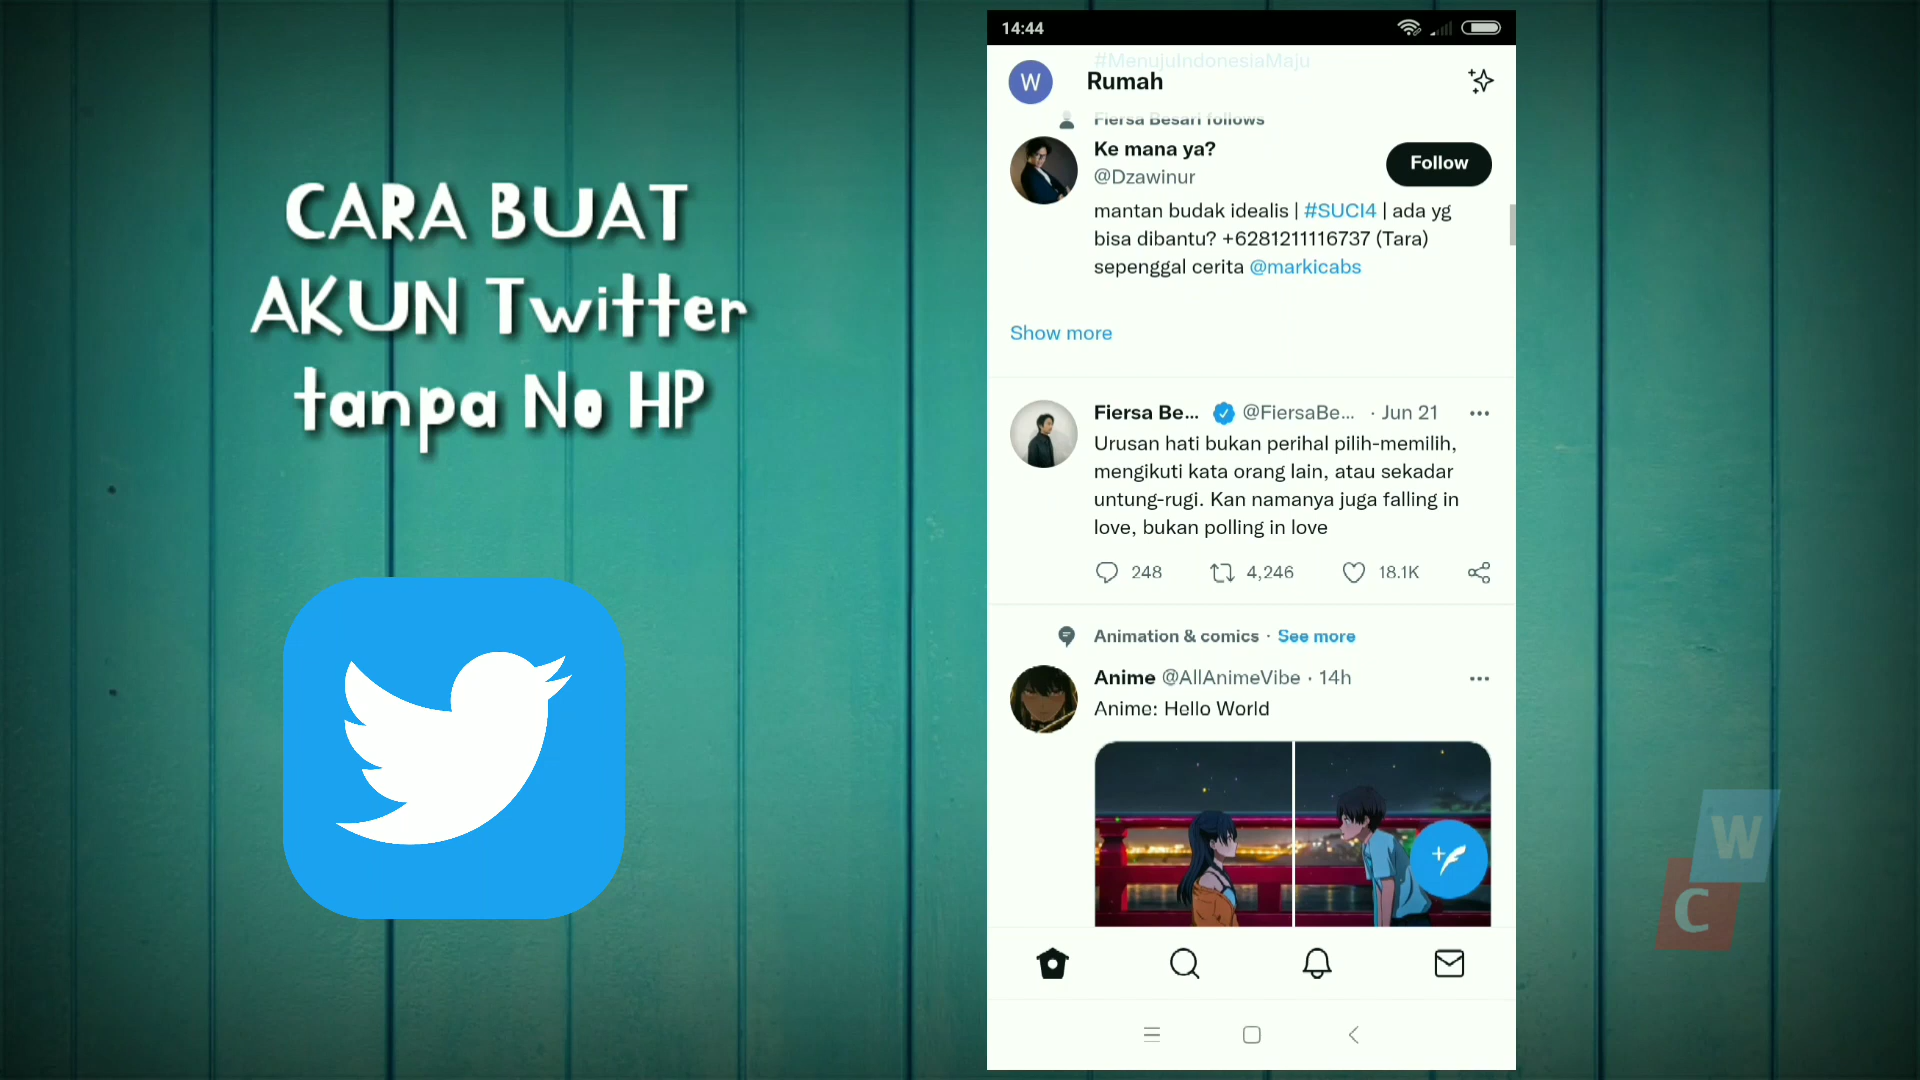 CARA BUAT
AKUN Twitter
tanpa No HP
14:44
#MenujuIndonesiaMaju
W
Rumah
Fiersa Besari follows
Ke mana ya?
Follow
@Dzawinur
mantan budak idealis | #SUCI4 | ada yg
bisa dibantu? +6281211116737 (Tara)
sepenggal cerita @markicabs
Show more
Fiersa Be... @FiersaBe... · Jun 21
Urusan hati bukan perihal pilih-memilih,
mengikuti kata orang lain, atau sekadar
untung-rugi. Kan namanya juga falling in
love, bukan polling in love
248 4,246 18.1K
Animation & comics · See more
Anime @AllAnimeVibe · 14h
Anime: Hello World
W
C